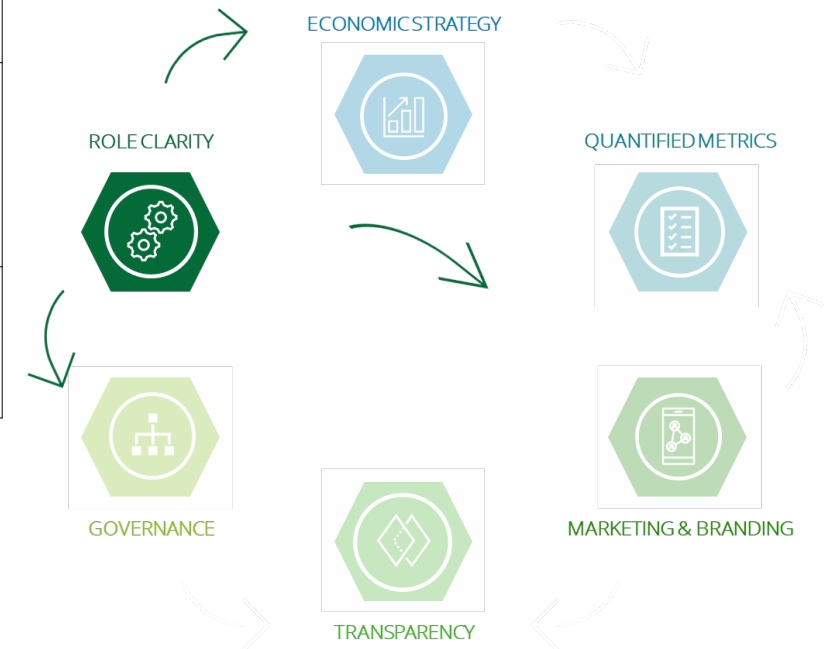 ECONOMIC STRATEGY
ROLE CLARITY
QUANTIFIED METRICS
GOVERNANCE
MARKETING & BRANDING
TRANSPARENCY